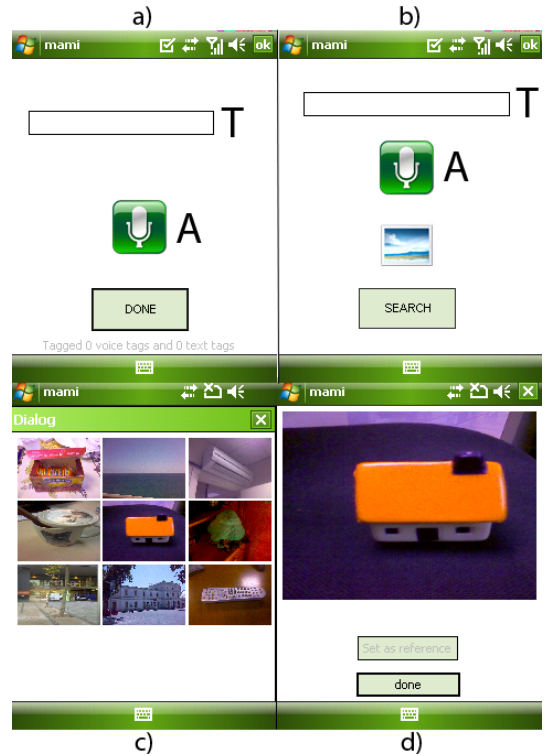 a)
b)
mami
ok
mami
ok
T
T
A
A
DONE
SEARCH
Tagged 0 voice tags and 0 text tags
mami
mami
Dialog
Set as reference
done
c)
d)